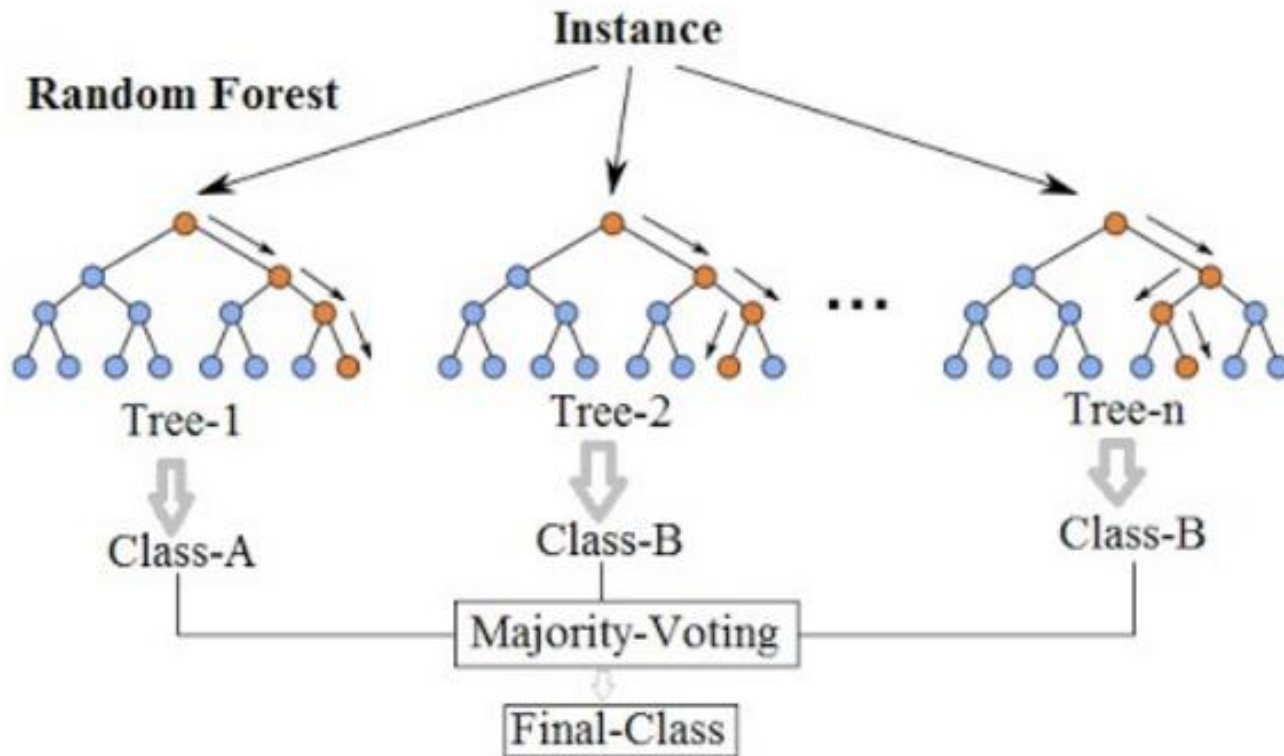 Instance
Random Forest
...
Tree-1
Tree-2
Tree-n
Class-A
Class-B
Class-B
Majority-Voting
Final-Class